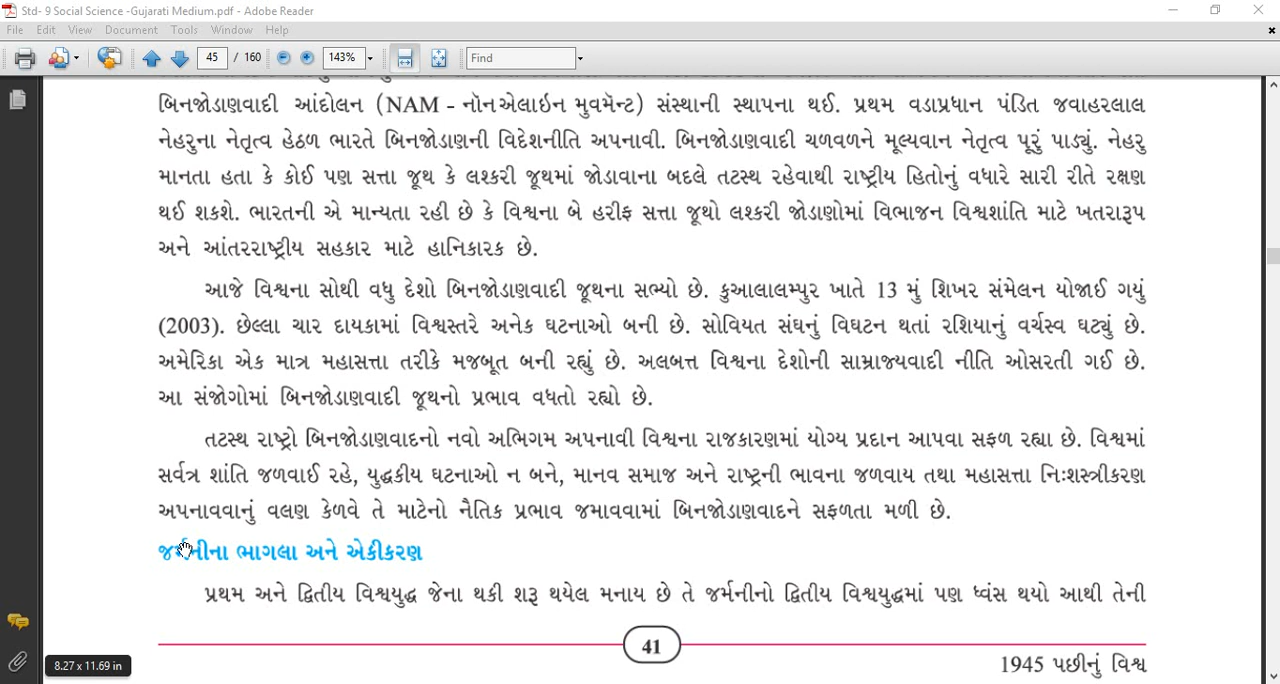 Std- 9 Social Science -Gujarati Medium.pdf - Adobe Reader
File Edit View Document Tools Window Help
45 / 160 143% Find
બિનજોડાણવાદી આંદોલન (NAM - નૉનએલાઇન મુવમૅન્ટ) સંસ્થાની સ્થાપના થઈ. પ્રથમ વડાપ્રધાન પંડિત જવાહરલાલ
નેહરુના નેતૃત્વ હેઠળ ભારતે બિનજોડાણની વિદેશનીતિ અપનાવી. બિનજોડાણવાદી ચળવળને મૂલ્યવાન નેતૃત્વ પૂરું પાડ્યું. નેહરુ
માનતા હતા કે કોઈ પણ સત્તા જૂથ કે લશ્કરી જૂથમાં જોડાવાના બદલે તટસ્થ રહેવાથી રાષ્ટ્રીય હિતોનું વધારે સારી રીતે રક્ષણ
થઈ શકશે. ભારતની એ માન્યતા રહી છે કે વિશ્વના બે હરીફ સત્તા જૂથો લશ્કરી જોડાણોમાં વિભાજન વિશ્વશાંતિ માટે ખતરારૂપ
અને આંતરરાષ્ટ્રીય સહકાર માટે હાનિકારક છે.
આજે વિશ્વના સોથી વધુ દેશો બિનજોડાણવાદી જૂથના સભ્યો છે. કુઆલાલમ્પુર ખાતે 13 મું શિખર સંમેલન યોજાઈ ગયું
(2003). છેલ્લા ચાર દાયકામાં વિશ્વસ્તરે અનેક ઘટનાઓ બની છે. સોવિયત સંઘનું વિઘટન થતાં રશિયાનું વર્ચસ્વ ઘટ્યું છે.
અમેરિકા એક માત્ર મહાસત્તા તરીકે મજબૂત બની રહ્યું છે. અલબત્ત વિશ્વના દેશોની સામ્રાજ્યવાદી નીતિ ઓસરતી ગઈ છે.
આ સંજોગોમાં બિનજોડાણવાદી જૂથનો પ્રભાવ વધતો રહ્યો છે.
તટસ્થ રાષ્ટ્રો બિનજોડાણવાદનો નવો અભિગમ અપનાવી વિશ્વના રાજકારણમાં યોગ્ય પ્રદાન આપવા સફળ રહ્યા છે. વિશ્વમાં
સર્વત્ર શાંતિ જળવાઈ રહે, યુદ્ધકીય ઘટનાઓ ન બને, માનવ સમાજ અને રાષ્ટ્રની ભાવના જળવાય તથા મહાસત્તા નિઃશસ્ત્રીકરણ
અપનાવવાનું વલણ કેળવે તે માટેનો નૈતિક પ્રભાવ જમાવવામાં બિનજોડાણવાદને સફળતા મળી છે.
જર્મનીના ભાગલા અને એકીકરણ
પ્રથમ અને દ્વિતીય વિશ્વયુદ્ધ જેના થકી શરૂ થયેલ મનાય છે તે જર્મનીનો દ્વિતીય વિશ્વયુદ્ધમાં પણ ધ્વંસ થયો આથી તેની
41
8.27 x 11.69 in
1945 પછીનું વિશ્વ